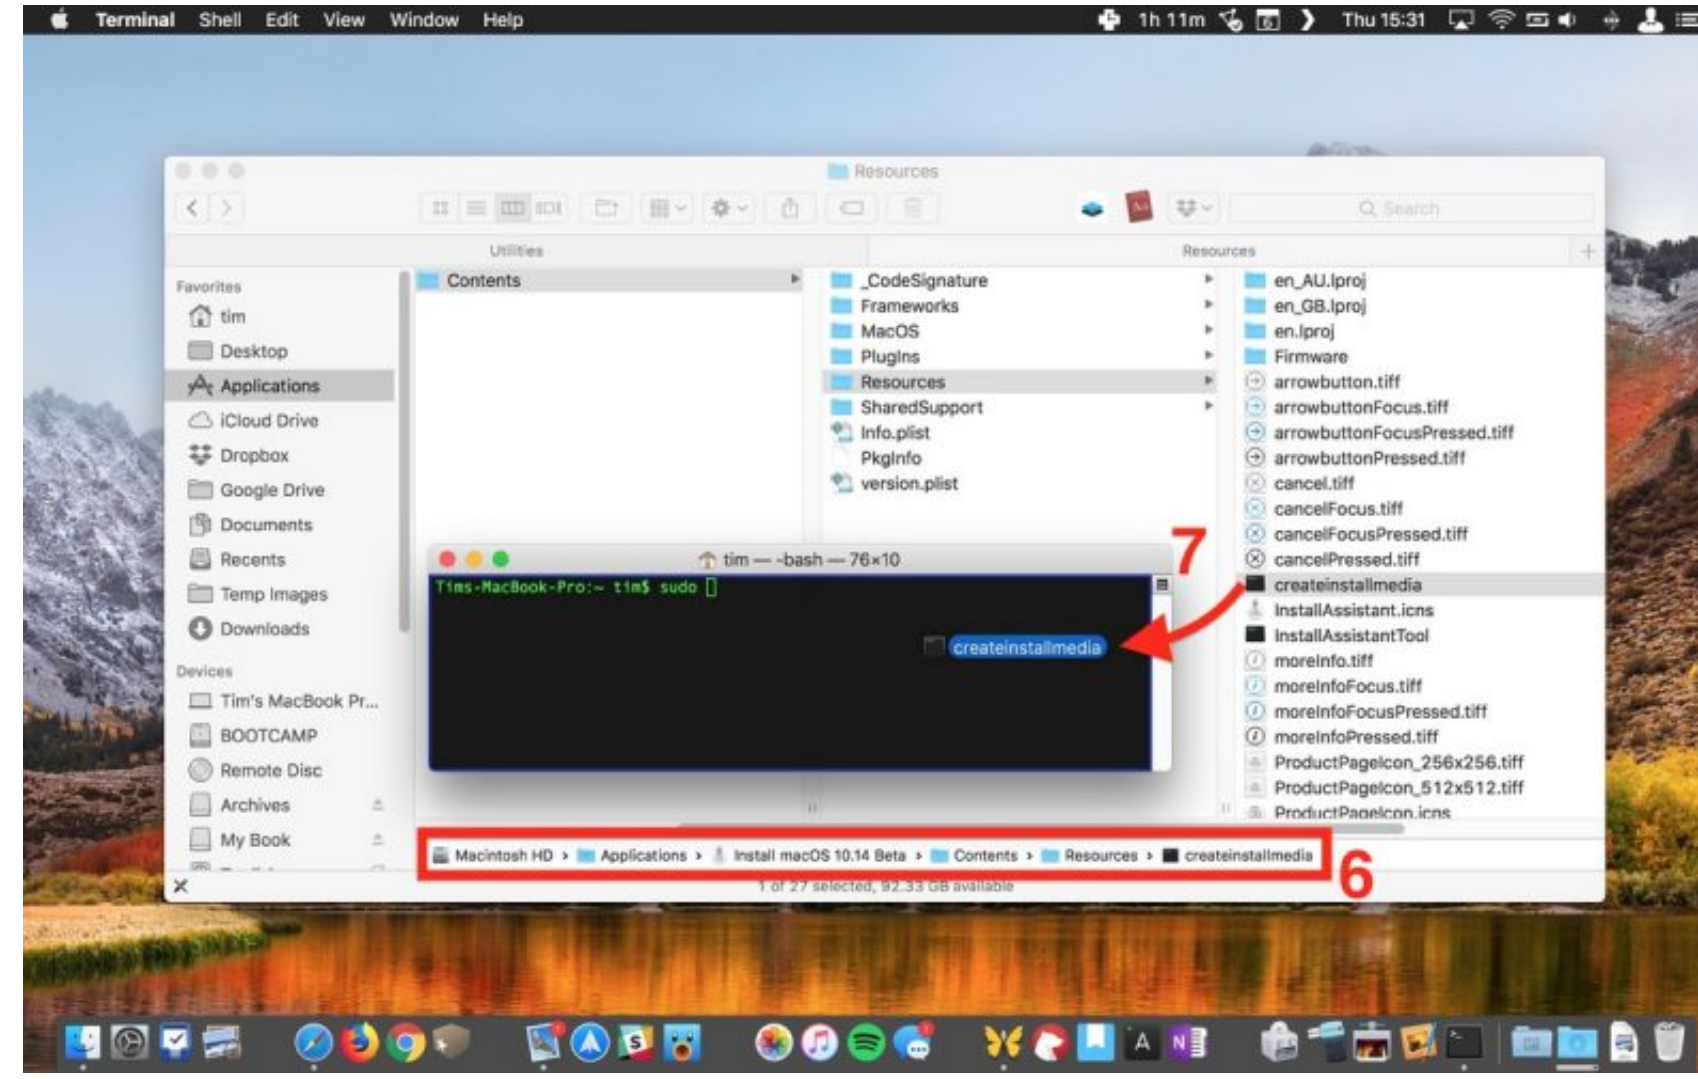 Terminal Shell Edit View Window Help 1h 11m 6 Thu 15:31
Resources
Search
Utilities Resources +
Favorites
tim
Desktop
Applications
iCloud Drive
Dropbox
Google Drive
Documents
Recents
Temp Images
Downloads
Devices
Tim's MacBook Pr...
BOOTCAMP
Remote Disc
Archives
My Book
Contents
_CodeSignature
Frameworks
MacOS
PlugIns
Resources
SharedSupport
Info.plist
PkgInfo
version.plist
en_AU.lproj
en_GB.lproj
en.lproj
Firmware
arrowbutton.tiff
arrowbuttonFocus.tiff
arrowbuttonFocusPressed.tiff
arrowbuttonPressed.tiff
cancel.tiff
cancelFocus.tiff
cancelFocusPressed.tiff
cancelPressed.tiff
createinstallmedia
InstallAssistant.icns
InstallAssistantTool
moreInfo.tiff
moreInfoFocus.tiff
moreInfoFocusPressed.tiff
moreInfoPressed.tiff
ProductPageIcon_256x256.tiff
ProductPageIcon_512x512.tiff
ProductPageIcon.icns
7
tim — -bash — 76×10
Tims-MacBook-Pro:~ tim$ sudo
createinstallmedia
Macintosh HD › Applications › Install macOS 10.14 Beta › Contents › Resources › createinstallmedia
6
1 of 27 selected, 92.33 GB available